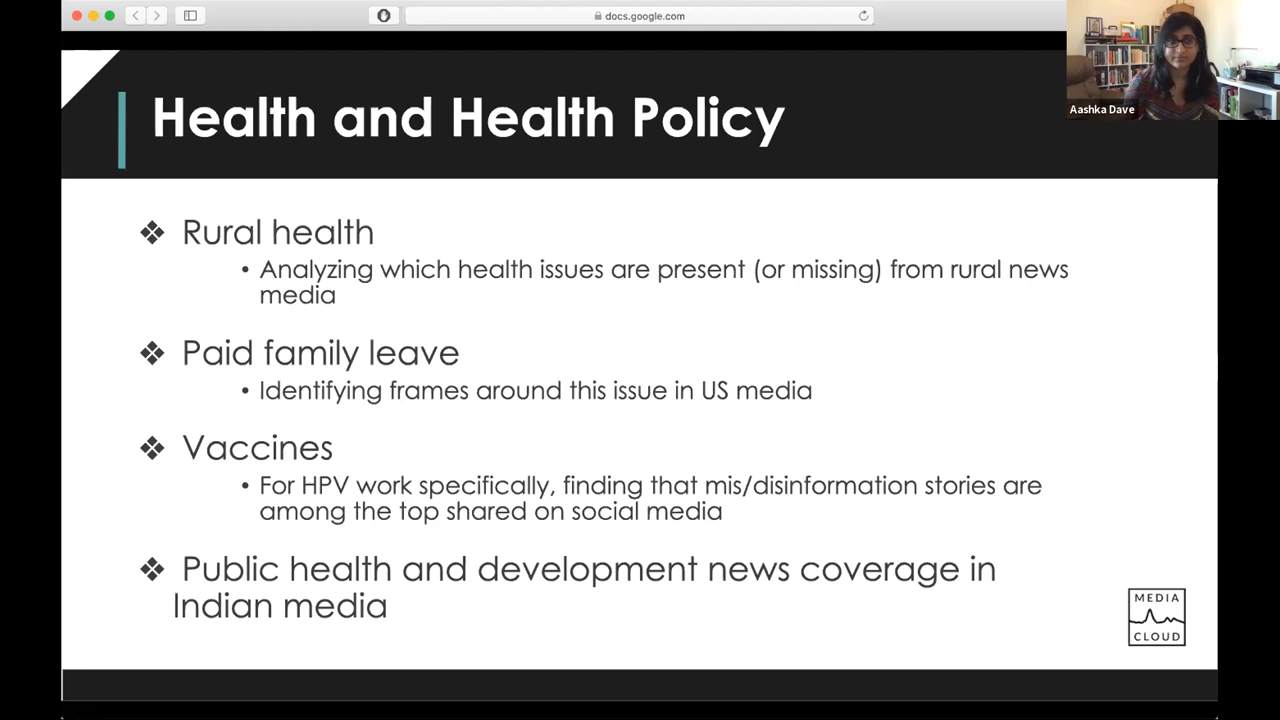 docs.google.com
Aashka Dave
Health and Health Policy
❖ Rural health
• Analyzing which health issues are present (or missing) from rural news
media
❖ Paid family leave
• Identifying frames around this issue in US media
❖ Vaccines
• For HPV work specifically, finding that mis/disinformation stories are
among the top shared on social media
❖ Public health and development news coverage in
Indian media
MEDIA
CLOUD